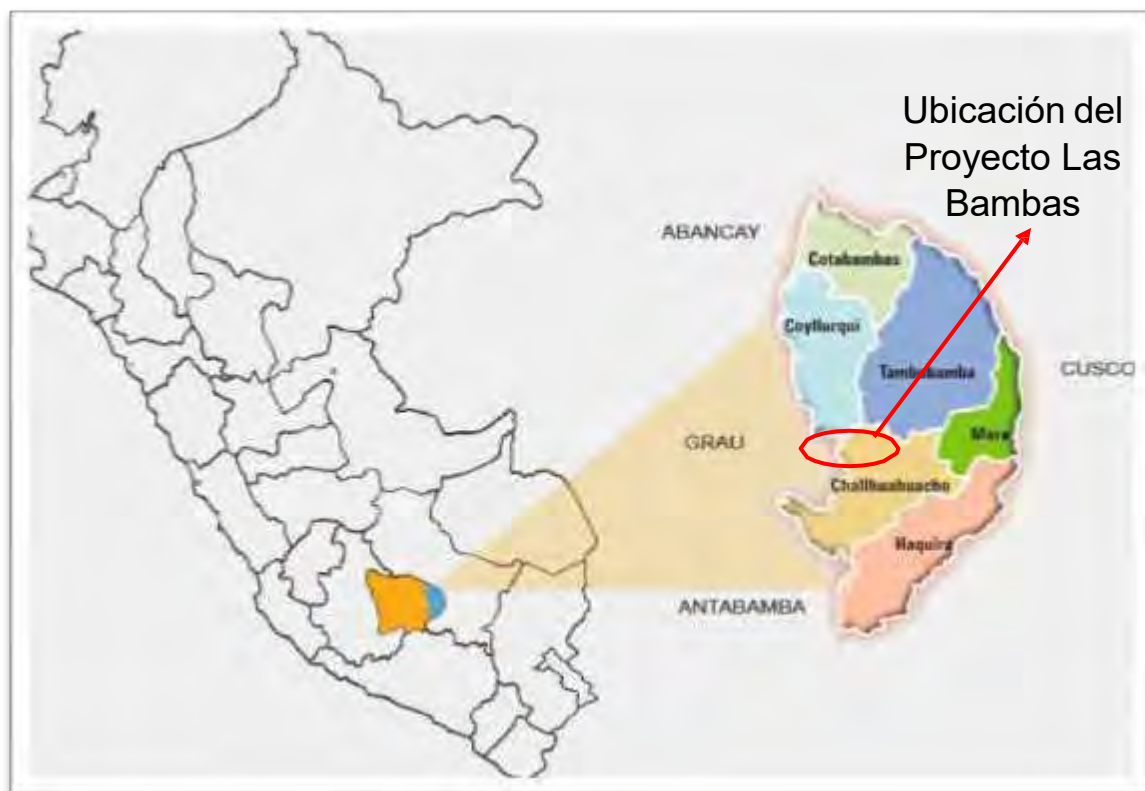 Ubicación del
Proyecto Las
Bambas
ABANCAY
Cotabambas
Coyllurqui
Tambobamba
CUSCO
GRAU
Mara
Challhuahuacho
Haquira
ANTABAMBA